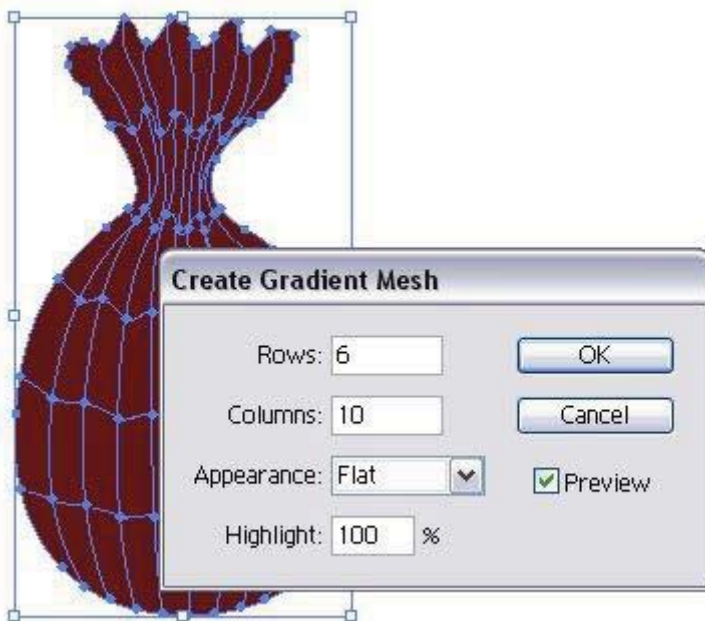 Create Gradient Mesh
Rows: 6
OK
Columns: 10
Cancel
Appearance: Flat
Preview
Highlight: 100 %